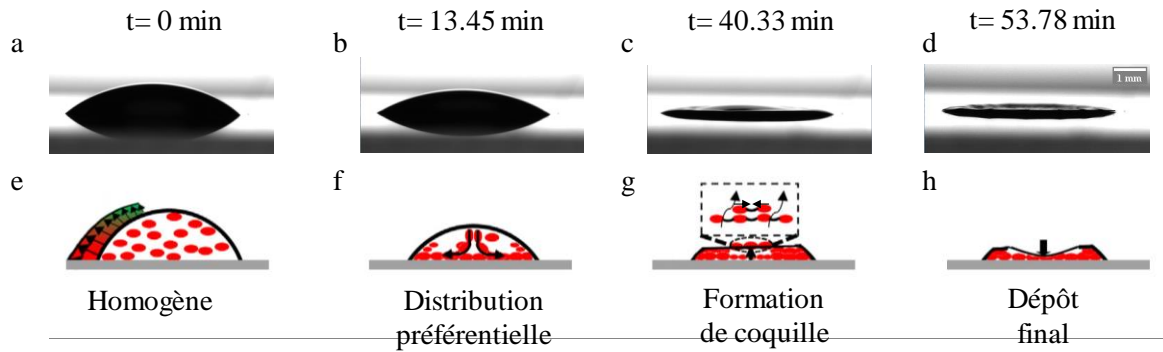 t= 0 min
t= 13.45 min
t= 40.33 min
t= 53.78 min
a
b
c
d
1 mm
e
f
g
h
Homogène
Distribution
préférentielle
Formation
de coquille
Dépôt
final